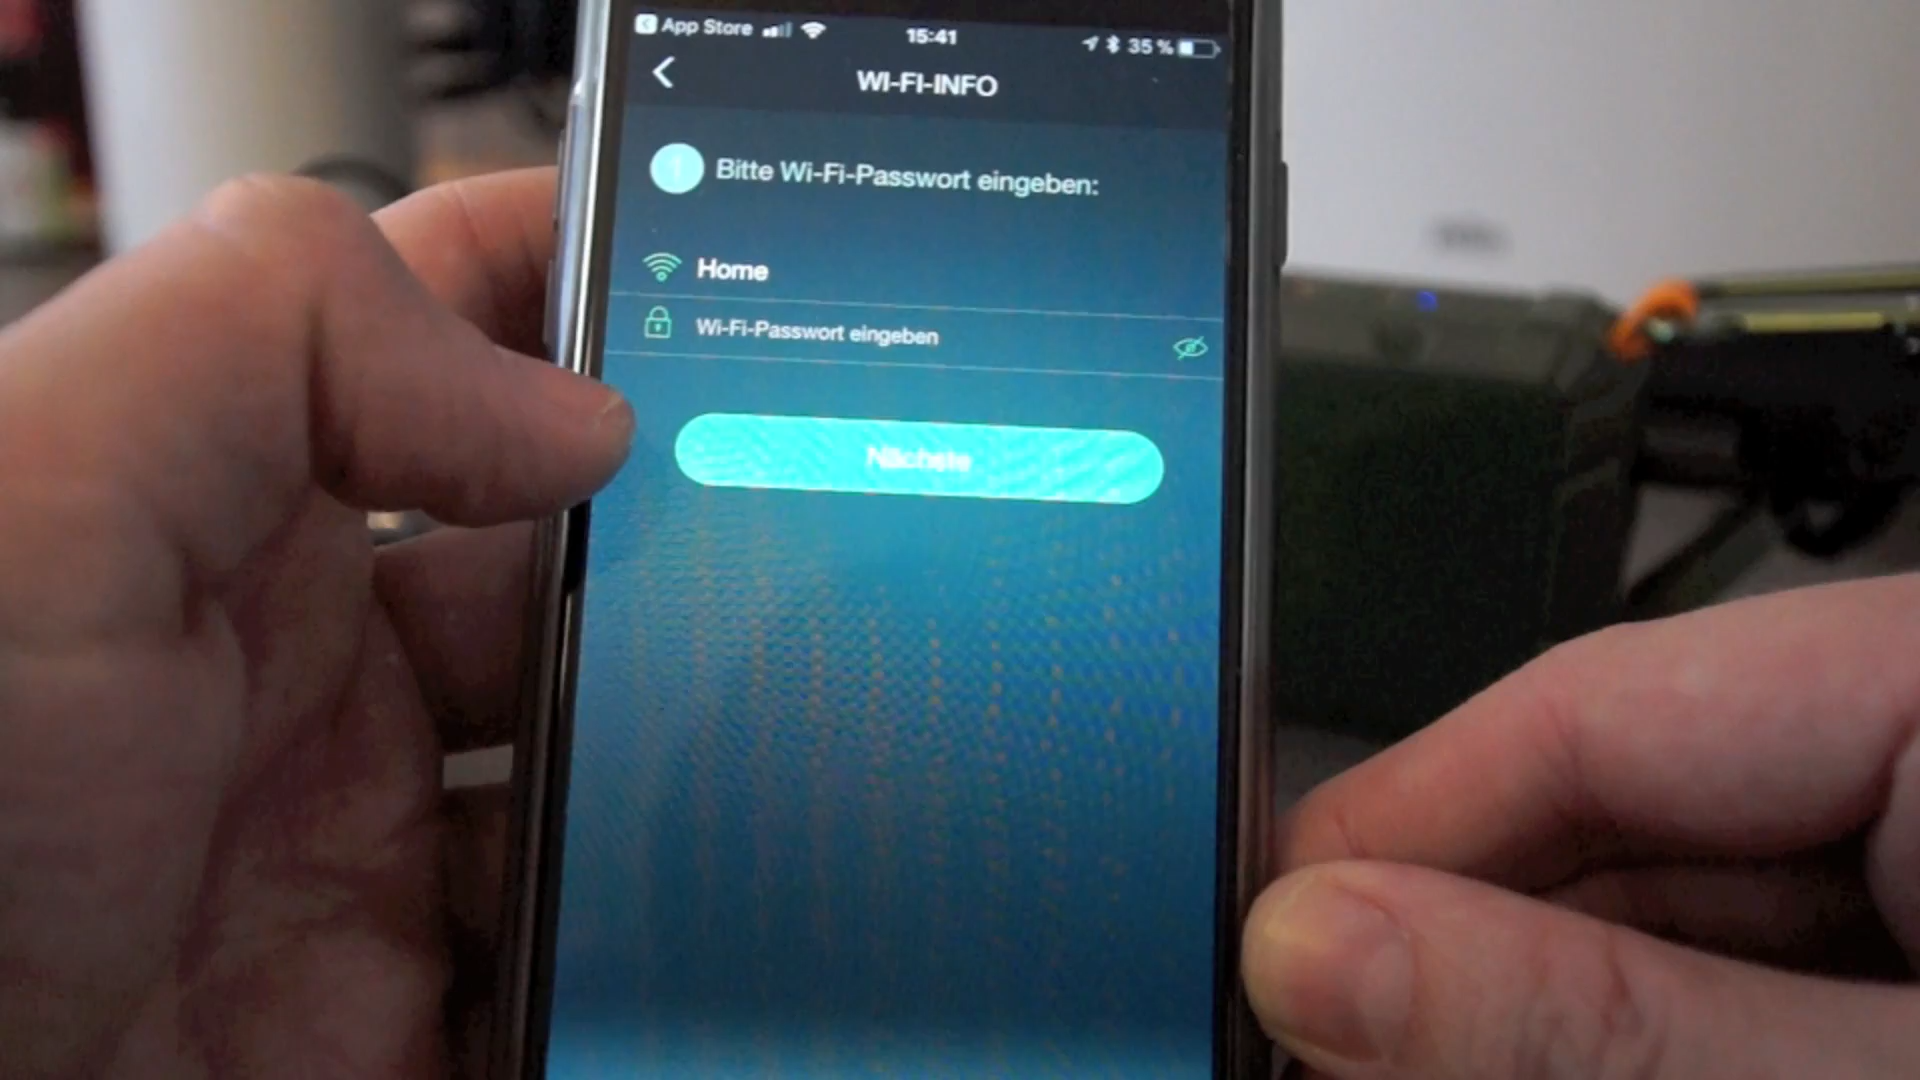 App Store 15:41 35 %
WI-FI-INFO
1 Bitte Wi-Fi-Passwort eingeben:
Home
Wi-Fi-Passwort eingeben
Nächste